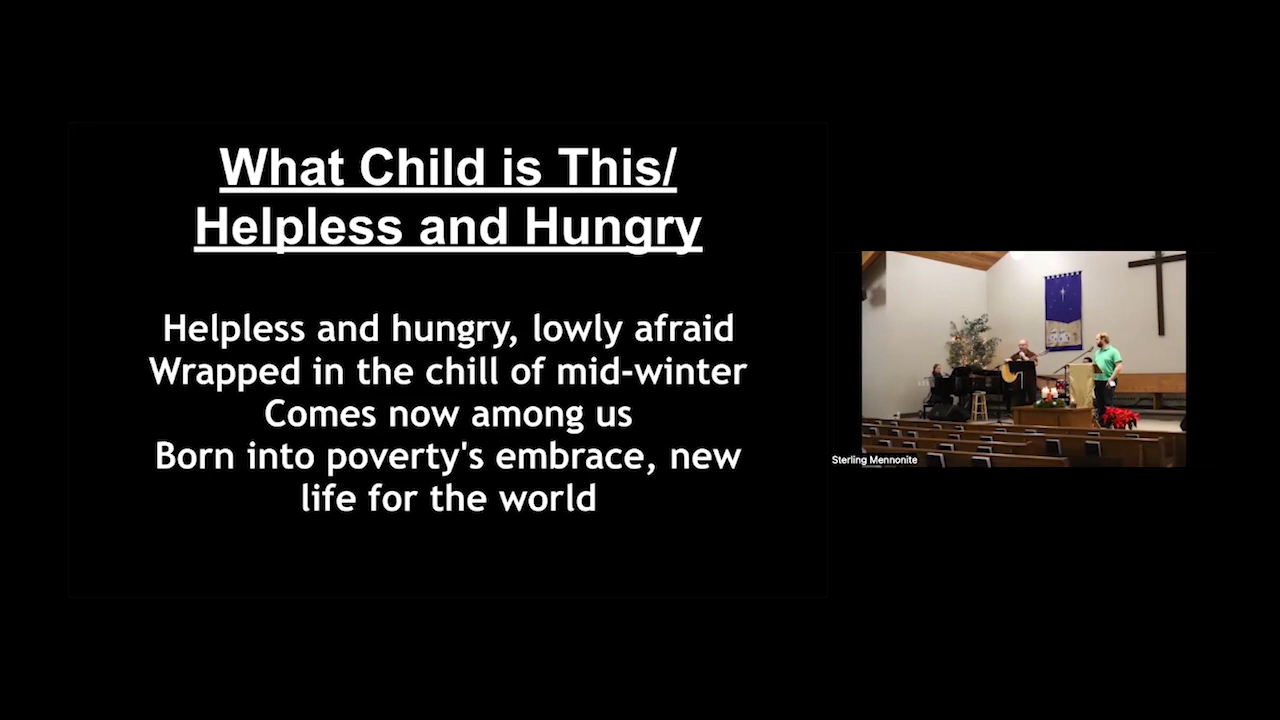 What Child is This/
Helpless and Hungry
Helpless and hungry, lowly afraid
Wrapped in the chill of mid-winter
Comes now among us
Born into poverty's embrace, new
life for the world
Sterling Mennonite